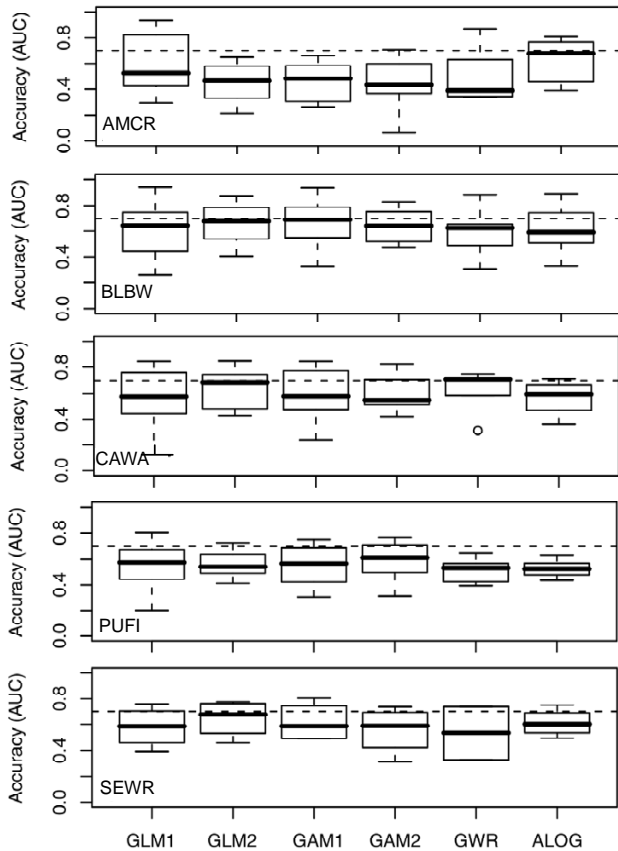 Accuracy (AUC)
0.0 0.4 0.8
AMCR
Accuracy (AUC)
0.0 0.4 0.8
BLBW
Accuracy (AUC)
0.0 0.4 0.8
CAWA
Accuracy (AUC)
0.0 0.4 0.8
PUFI
Accuracy (AUC)
0.0 0.4 0.8
SEWR
GLM1 GLM2 GAM1 GAM2 GWR ALOG